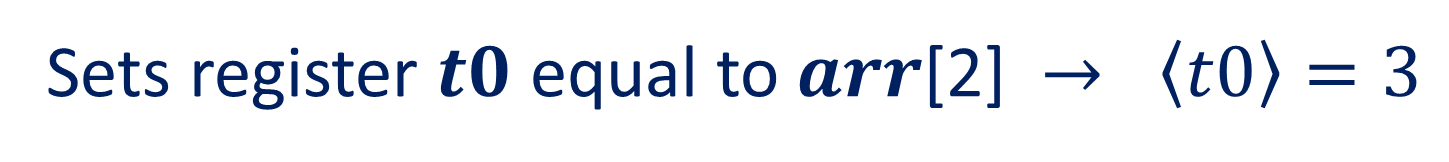 Sets register t0 equal to arr[2] → ⟨t0⟩ = 3